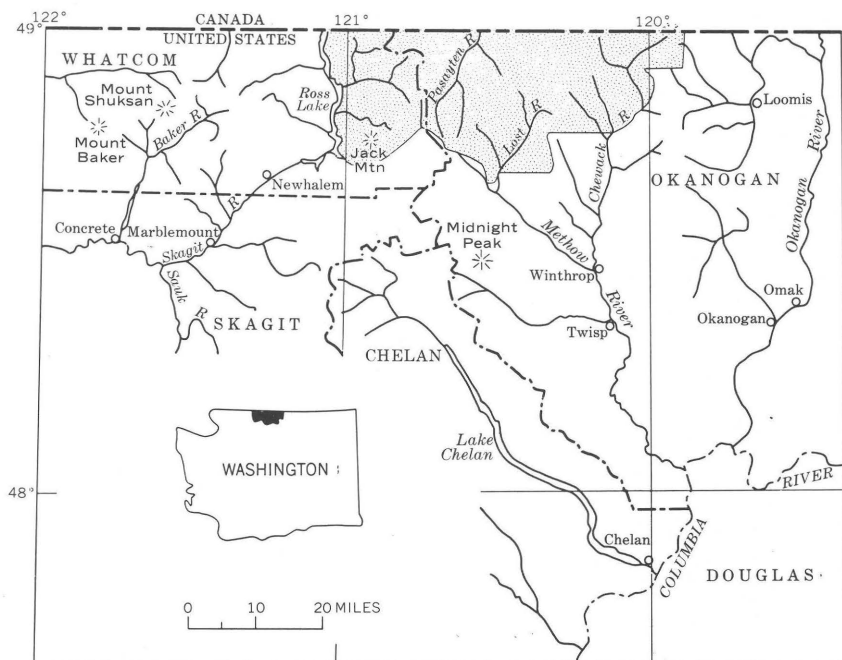 122°
121°
120°
49°
CANADA
UNITED STATES
WHATCOM
Mount
Shuksan
Mount
Baker
Baker R
Ross
Lake
Pasayten
R
Jack
Mtn
Lost R
Chewack
R
Loomis
River
OKANOGAN
Okanogan
Newhalem
Concrete
Marblemount
Skagit
R
Sauk
R
SKAGIT
Midnight
Peak
Methow
River
Winthrop
Twisp
Omak
Okanogan
CHELAN
Lake
Chelan
WASHINGTON
48°
RIVER
Chelan
COLUMBIA
DOUGLAS
0 10 20 MILES